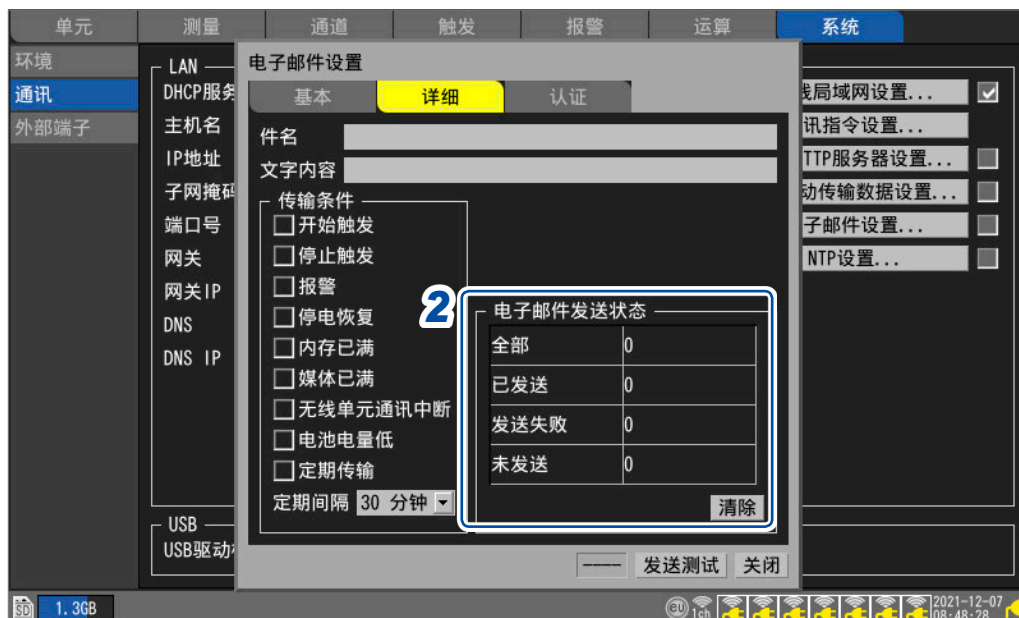 单元 测量 通道 触发 报警 运算 系统
环境
通讯
外部端子
LAN
DHCP服务
主机名
IP地址
子网掩码
端口号
网关
网关IP
DNS
DNS IP
USB
USB驱动
电子邮件设置
基本 详细 认证
件名
文字内容
传输条件
开始触发
停止触发
报警
停电恢复
内存已满
媒体已满
无线单元通讯中断
电池电量低
定期传输
定期间隔 30 分钟
2
电子邮件发送状态
全部 0
已发送 0
发送失败 0
未发送 0
清除
---- 发送测试 关闭
线局域网设置...
讯指令设置...
TTP服务器设置...
动传输数据设置...
子邮件设置...
NTP设置...
SD 1.3GB
EU 1ch
2021-12-07
08:48:28